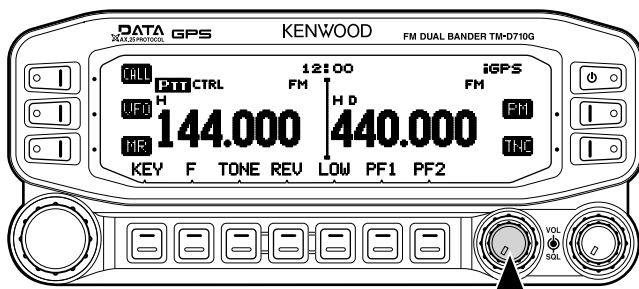 DATA GPS KENWOOD FM DUAL BANDER TM-D710G
AX.25 PROTOCOL
CALL 12:00 iGPS
PTT CTRL FM FM
VFO H H D PM
MR 144.000 440.000 TNC
KEY F TONE REV LOW PF1 PF2
VOL
SQL